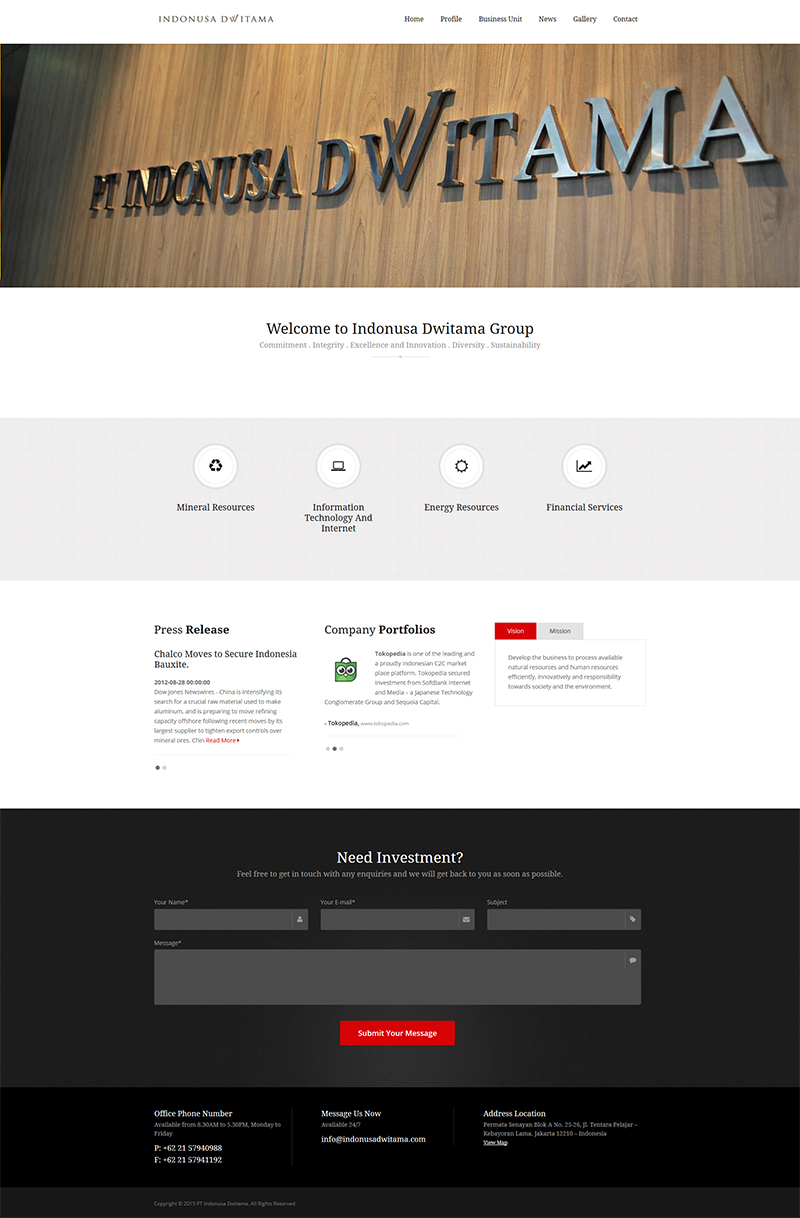 INDONUSA DWITAMA
Home Profile Business Unit News Gallery Contact
PT INDONUSA DWITAMA
Welcome to Indonusa Dwitama Group
Commitment . Integrity . Excellence and Innovation . Diversity . Sustainability
Mineral Resources
Information
Technology And
Internet
Energy Resources
Financial Services
Press Release
Chalco Moves to Secure Indonesia
Bauxite.
2012-08-28 00:00:00
Dow Jones Newswires - China is intensifying its
search for a crucial raw material used to make
aluminum, and is preparing to move refining
capacity offshore following recent moves by its
largest supplier to tighten export controls over
mineral ores. Chin Read More
Company Portfolios
Tokopedia is one of the leading and
a proudly indonesian C2C market
place platform, Tokopedia secured
investment from SoftBank Internet
and Media – a Japanese Technology
Conglomerate Group and Sequoia Capital.
- Tokopedia, www.tokopedia.com
Vision Mission
Develop the business to process available
natural resources and human resources
efficiently, innovatively and responsibility
towards society and the environment.
Need Investment?
Feel free to get in touch with any enquiries and we will get back to you as soon as possible.
Your Name* Your E-mail* Subject
Message*
Submit Your Message
Office Phone Number
Available from 8.30AM to 5.30PM, Monday to
Friday
P: +62 21 57940988
F: +62 21 57941192
Message Us Now
Available 24/7
info@indonusadwitama.com
Address Location
Permata Senayan Blok A No. 25-26, Jl. Tentara Pelajar –
Kebayoran Lama, Jakarta 12210 – Indonesia
View Map
Copyright © 2015 PT Indonusa Dwitama. All Rights Reserved